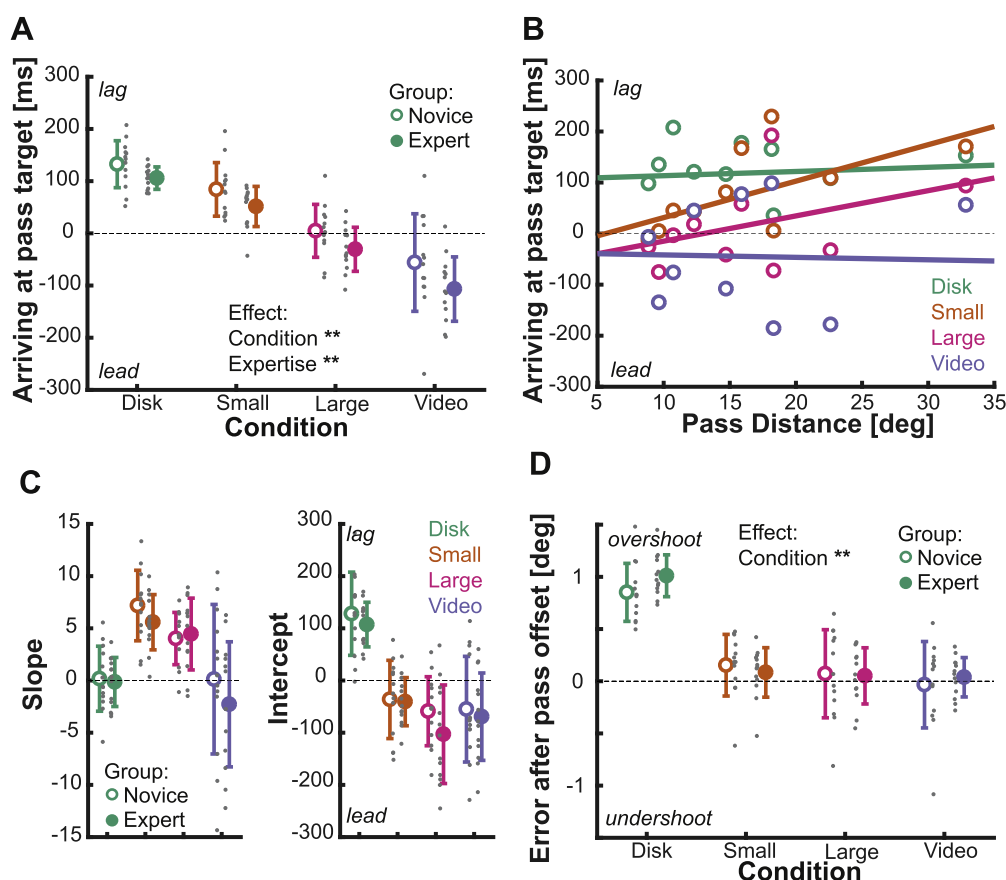 A
Arriving at pass target [ms]
300
200
100
0
-100
-200
-300
lag
lead
Group:
Novice
Expert
Effect:
Condition **
Expertise **
Disk
Small
Large
Video
Condition
B
Arriving at pass target [ms]
300
200
100
0
-100
-200
-300
lag
lead
Disk
Small
Large
Video
5
10
15
20
25
30
35
Pass Distance [deg]
C
Slope
15
10
5
0
-5
-10
-15
Group:
Novice
Expert
Intercept
300
200
100
0
-100
-200
-300
lag
lead
Disk
Small
Large
Video
D
Error after pass offset [deg]
1
0
-1
overshoot
undershoot
Effect:
Condition **
Group:
Novice
Expert
Disk
Small
Large
Video
Condition